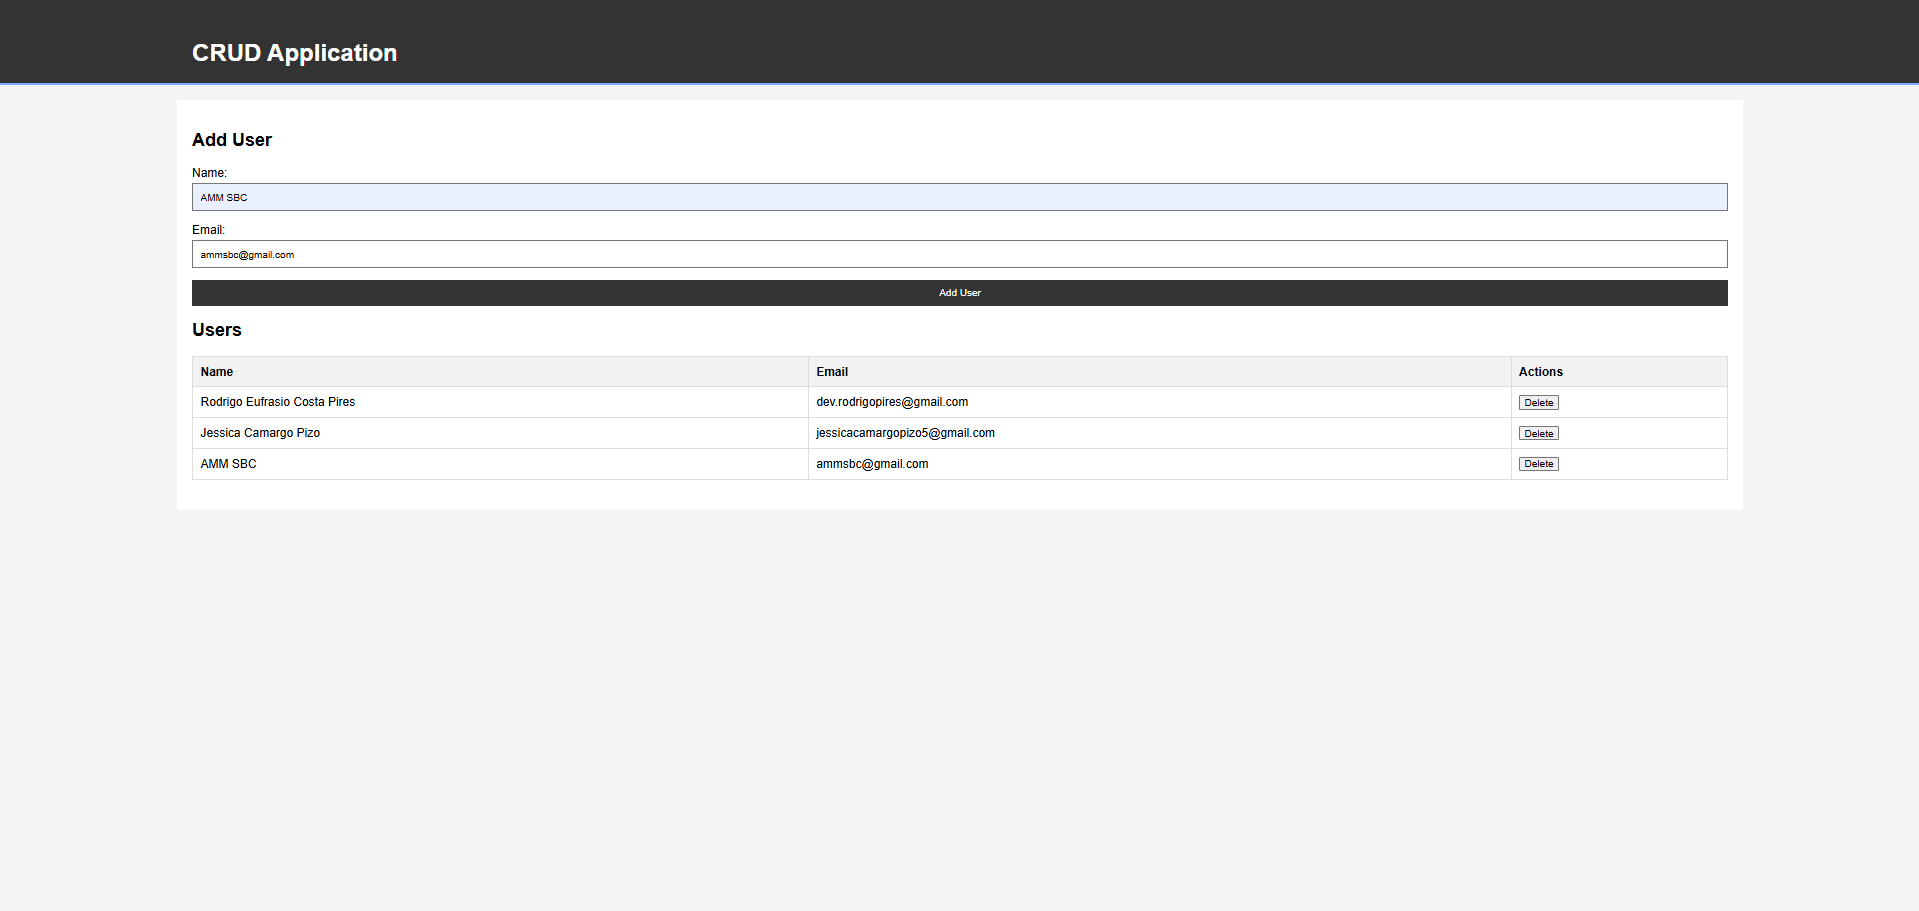 CRUD Application
Add User
Name:
AMM SBC
Email:
ammsbc@gmail.com
Add User
Users
Name Email Actions
Rodrigo Eufrasio Costa Pires dev.rodrigopires@gmail.com Delete
Jessica Camargo Pizo jessicacamargopizo5@gmail.com Delete
AMM SBC ammsbc@gmail.com Delete